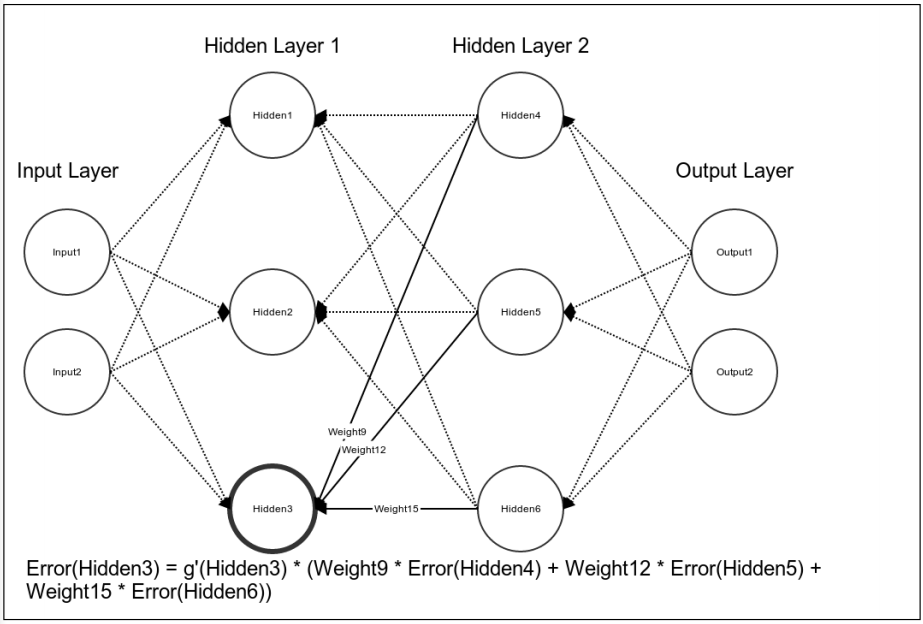 Hidden Layer 1
Hidden Layer 2
Input Layer
Output Layer
Hidden1
Hidden4
Input1
Output1
Hidden2
Hidden5
Input2
Output2
Weight9
Weight12
Hidden3
Weight15
Hidden6
Error(Hidden3) = g'(Hidden3) * (Weight9 * Error(Hidden4) + Weight12 * Error(Hidden5) +
Weight15 * Error(Hidden6))